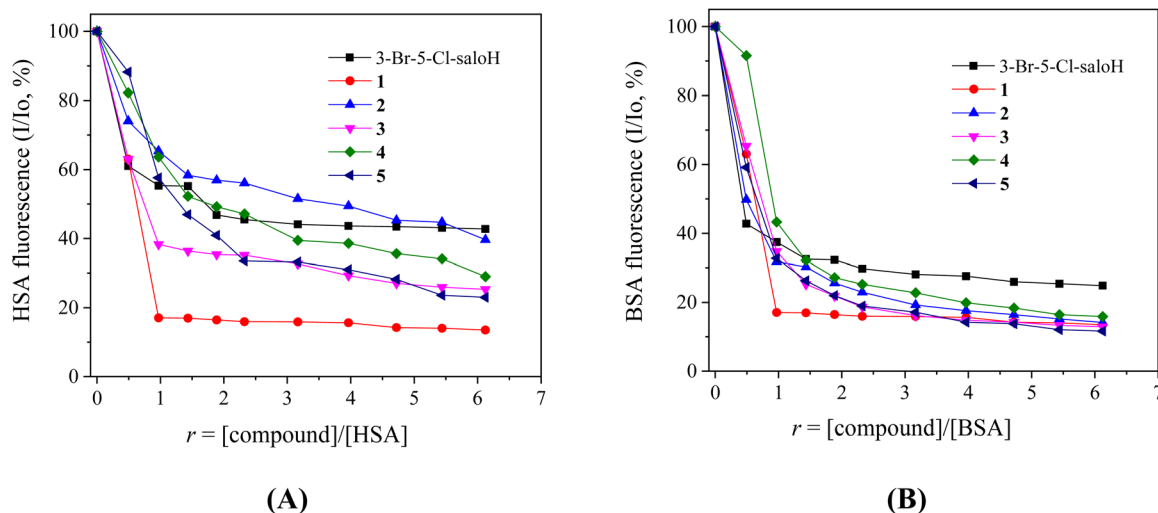 HSA fluorescence (I/Io, %)
100
80
60
40
20
0
3-Br-5-Cl-saloH
1
2
3
4
5
0 1 2 3 4 5 6 7
r = [compound]/[HSA]
(A)
BSA fluorescence (I/Io, %)
100
80
60
40
20
0
3-Br-5-Cl-saloH
1
2
3
4
5
0 1 2 3 4 5 6 7
r = [compound]/[BSA]
(B)